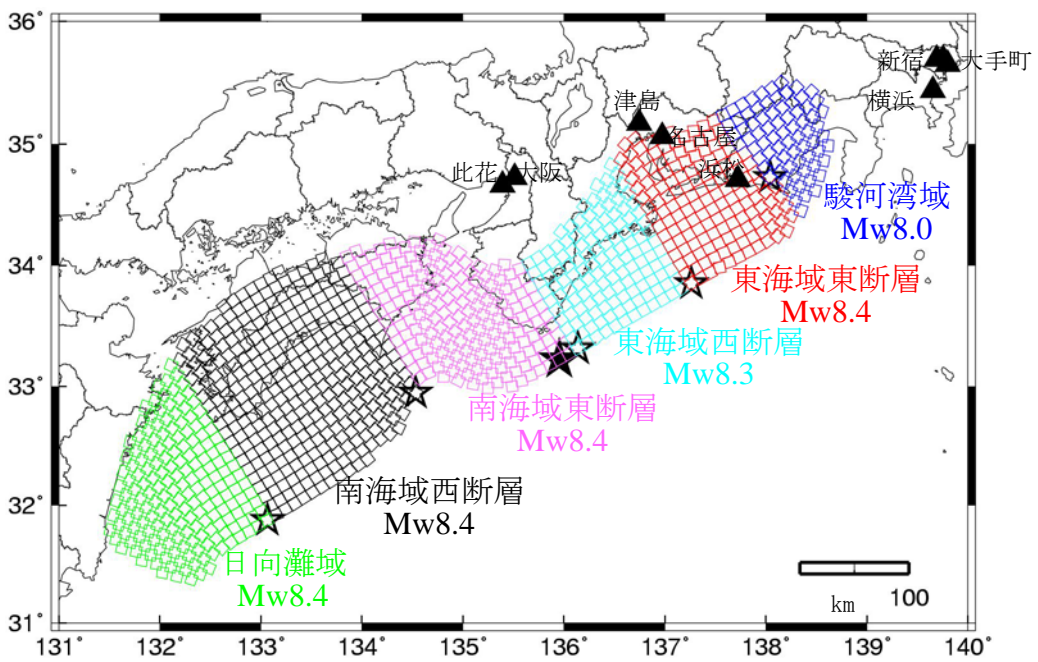 36°
35°
34°
33°
32°
31°
131°
132°
133°
134°
135°
136°
137°
138°
139°
140°
新宿
大手町
横浜
津島
名古屋
浜松
此花
大阪
駿河湾域
Mw8.0
東海域東断層
Mw8.4
東海域西断層
Mw8.3
南海域東断層
Mw8.4
南海域西断層
Mw8.4
日向灘域
Mw8.4
km
100